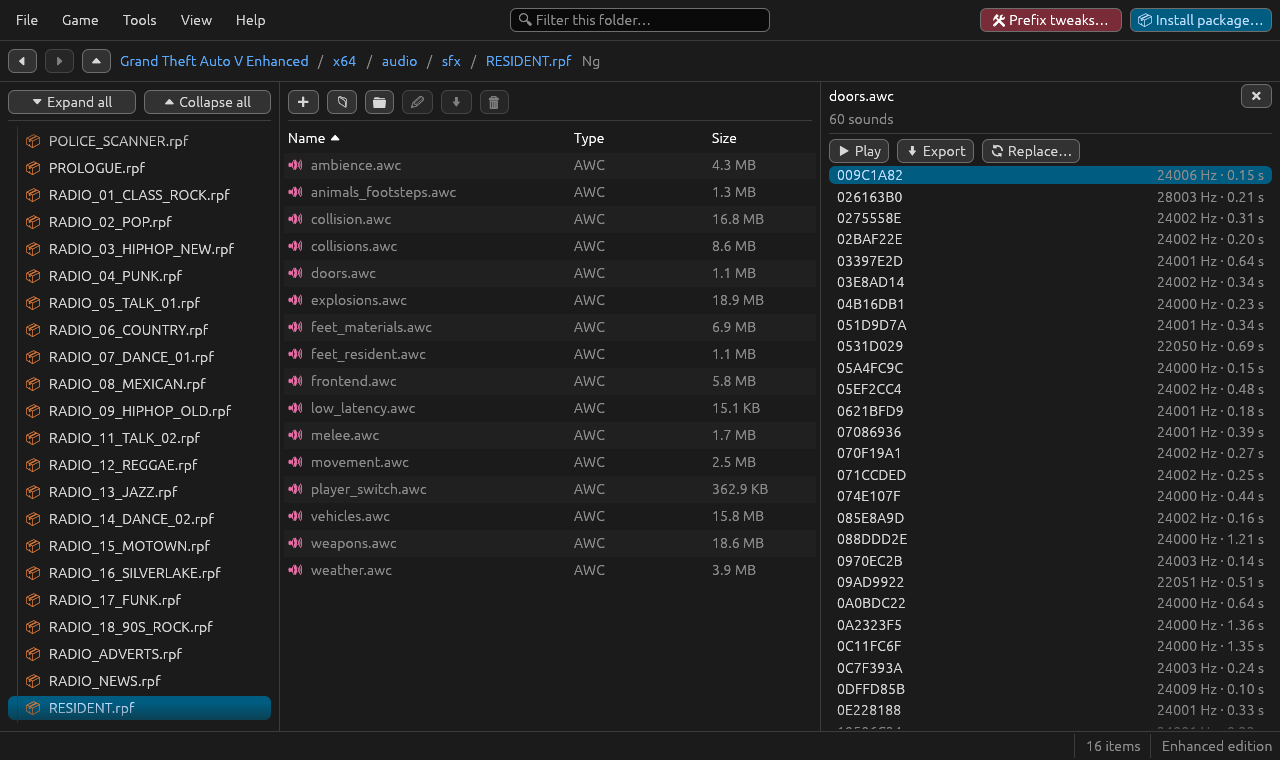 File Game Tools View Help
Filter this folder…
Prefix tweaks… Install package…
Grand Theft Auto V Enhanced / x64 / audio / sfx / RESIDENT.rpf Ng
Expand all Collapse all
POLICE_SCANNER.rpf
PROLOGUE.rpf
RADIO_01_CLASS_ROCK.rpf
RADIO_02_POP.rpf
RADIO_03_HIPHOP_NEW.rpf
RADIO_04_PUNK.rpf
RADIO_05_TALK_01.rpf
RADIO_06_COUNTRY.rpf
RADIO_07_DANCE_01.rpf
RADIO_08_MEXICAN.rpf
RADIO_09_HIPHOP_OLD.rpf
RADIO_11_TALK_02.rpf
RADIO_12_REGGAE.rpf
RADIO_13_JAZZ.rpf
RADIO_14_DANCE_02.rpf
RADIO_15_MOTOWN.rpf
RADIO_16_SILVERLAKE.rpf
RADIO_17_FUNK.rpf
RADIO_18_90S_ROCK.rpf
RADIO_ADVERTS.rpf
RADIO_NEWS.rpf
RESIDENT.rpf
Name Type Size
ambience.awc AWC 4.3 MB
animals_footsteps.awc AWC 1.3 MB
collision.awc AWC 16.8 MB
collisions.awc AWC 8.6 MB
doors.awc AWC 1.1 MB
explosions.awc AWC 18.9 MB
feet_materials.awc AWC 6.9 MB
feet_resident.awc AWC 1.1 MB
frontend.awc AWC 5.8 MB
low_latency.awc AWC 15.1 KB
melee.awc AWC 1.7 MB
movement.awc AWC 2.5 MB
player_switch.awc AWC 362.9 KB
vehicles.awc AWC 15.8 MB
weapons.awc AWC 18.6 MB
weather.awc AWC 3.9 MB
doors.awc
60 sounds
Play Export Replace…
009C1A82 24006 Hz · 0.15 s
026163B0 28003 Hz · 0.21 s
0275558E 24002 Hz · 0.31 s
02BAF22E 24002 Hz · 0.20 s
03397E2D 24001 Hz · 0.64 s
03E8AD14 24002 Hz · 0.34 s
04B16DB1 24000 Hz · 0.23 s
051D9D7A 24001 Hz · 0.34 s
0531D029 22050 Hz · 0.69 s
05A4FC9C 24000 Hz · 0.15 s
05EF2CC4 24002 Hz · 0.48 s
0621BFD9 24001 Hz · 0.18 s
07086936 24001 Hz · 0.39 s
070F19A1 24002 Hz · 0.27 s
071CCDED 24002 Hz · 0.25 s
074E107F 24000 Hz · 0.44 s
085E8A9D 24002 Hz · 0.16 s
088DDD2E 24000 Hz · 1.21 s
0970EC2B 24003 Hz · 0.14 s
09AD9922 22051 Hz · 0.51 s
0A0BDC22 24000 Hz · 0.64 s
0A2323F5 24000 Hz · 1.36 s
0C11FC6F 24000 Hz · 1.35 s
0C7F393A 24003 Hz · 0.24 s
0DFFD85B 24009 Hz · 0.10 s
0E228188 24001 Hz · 0.33 s
16 items Enhanced edition